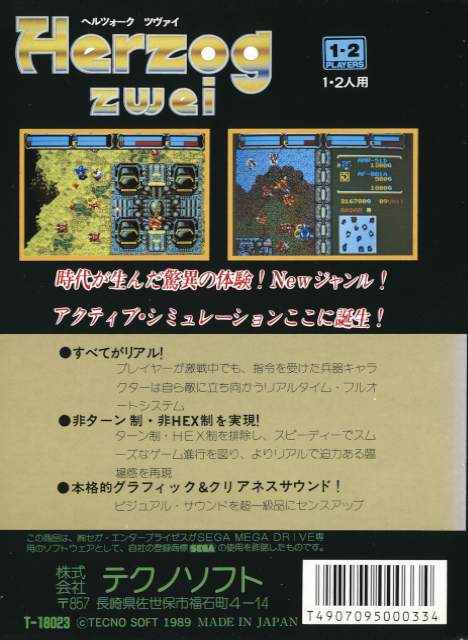 ヘルツォーク ツヴァイ
Herzog
zwei
1・2
PLAYERS
1・2人用
AMR-51D
1300G
AF-001A
500G
1800G
31670BG
時代が生んだ驚異の体験！Newジャンル！
アクティブ・シミュレーションここに誕生！
●すべてがリアル!
プレイヤーが激戦中でも、指令を受けた兵器キャラ
クターは自ら敵に立ち向かうリアルタイム・フルオ
ートシステム
●非ターン制・非HEX制を実現!
ターン制・HEX制を排除し、スピーディーでスム
ーズなゲーム進行を図り、よりリアルで迫力ある臨
場感を再現
●本格的グラフィック&クリアネスサウンド！
ビジュアル・サウンドを超一級品にセンスアップ
この商品は、㈱セガ・エンタープライゼスがSEGA MEGA DRIVE専
用のソフトウェアとして、自社の登録商標 SEGA の使用を許諾したものです。
株式会社 テクノソフト
〒857 長崎県佐世保市福石町4－14
T-18023 ©TECNO SOFT 1989 MADE IN JAPAN
T4907095000334